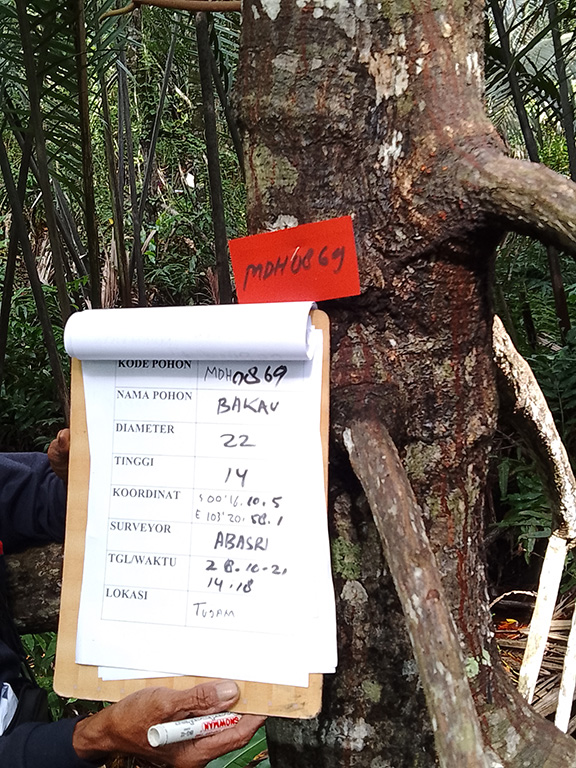 MDH0869
KODE POHON MDH0869
NAMA POHON BAKAU
DIAMETER 22
TINGGI 14
KOORDINAT S 00°16.10.5
E 103°20.58.1
SURVEYOR ABASRI
TGL/WAKTU 28.10-21
14.18
LOKASI TUJAM
SNOWMAN